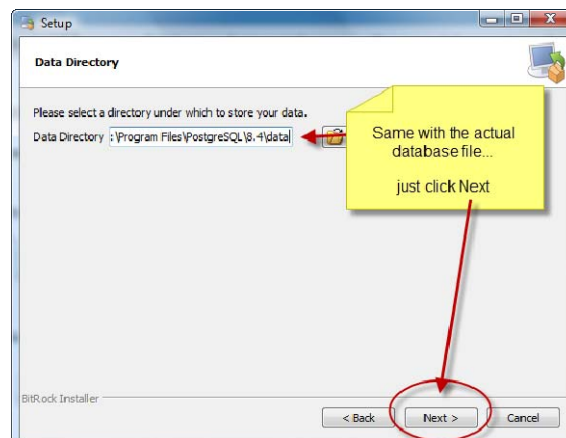 Setup
Data Directory
Please select a directory under which to store your data.
Data Directory :\Program Files\PostgreSQL\8.4\data
Same with the actual
database file...
just click Next
BitRock Installer
< Back Next > Cancel